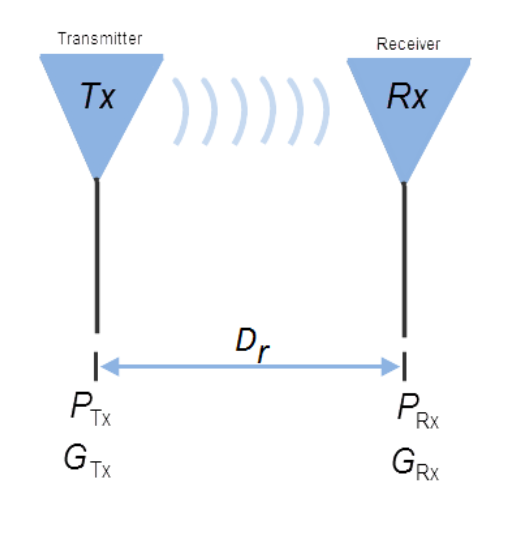 Transmitter
Receiver
Tx
Rx
Dr
PTx
PRx
GTx
GRx